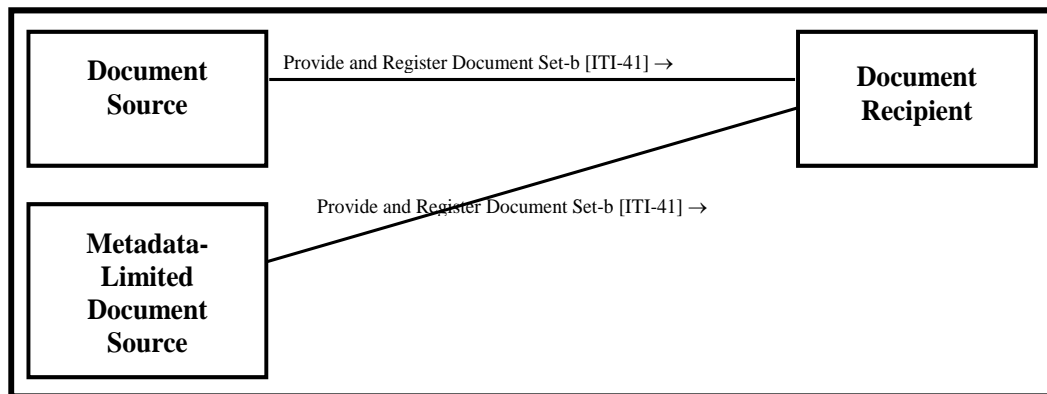 Document
Source
Provide and Register Document Set-b [ITI-41] →
Document
Recipient
Provide and Register Document Set-b [ITI-41] →
Metadata-
Limited
Document
Source